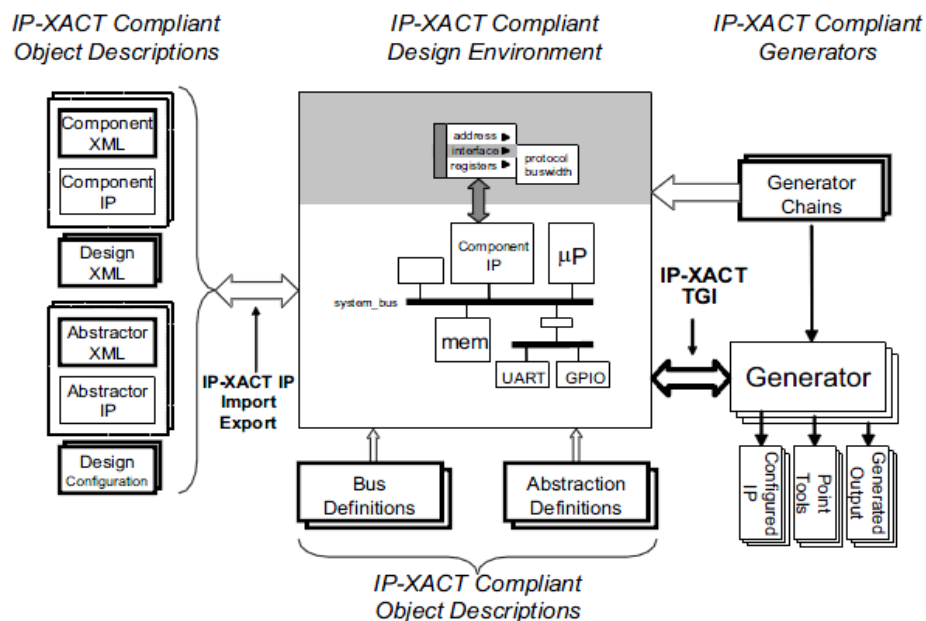 IP-XACT Compliant
Object Descriptions
IP-XACT Compliant
Design Environment
IP-XACT Compliant
Generators
Component
XML
Component
IP
Design
XML
Abstractor
XML
Abstractor
IP
Design
Configuration
IP-XACT IP
Import
Export
address
interface
registers
protocol
buswidth
Component
IP
μP
system_bus
mem
UART
GPIO
Bus
Definitions
Abstraction
Definitions
IP-XACT Compliant
Object Descriptions
IP-XACT
TGI
Generator
Chains
Generator
Configured
IP
Point
Tools
Generated
Output